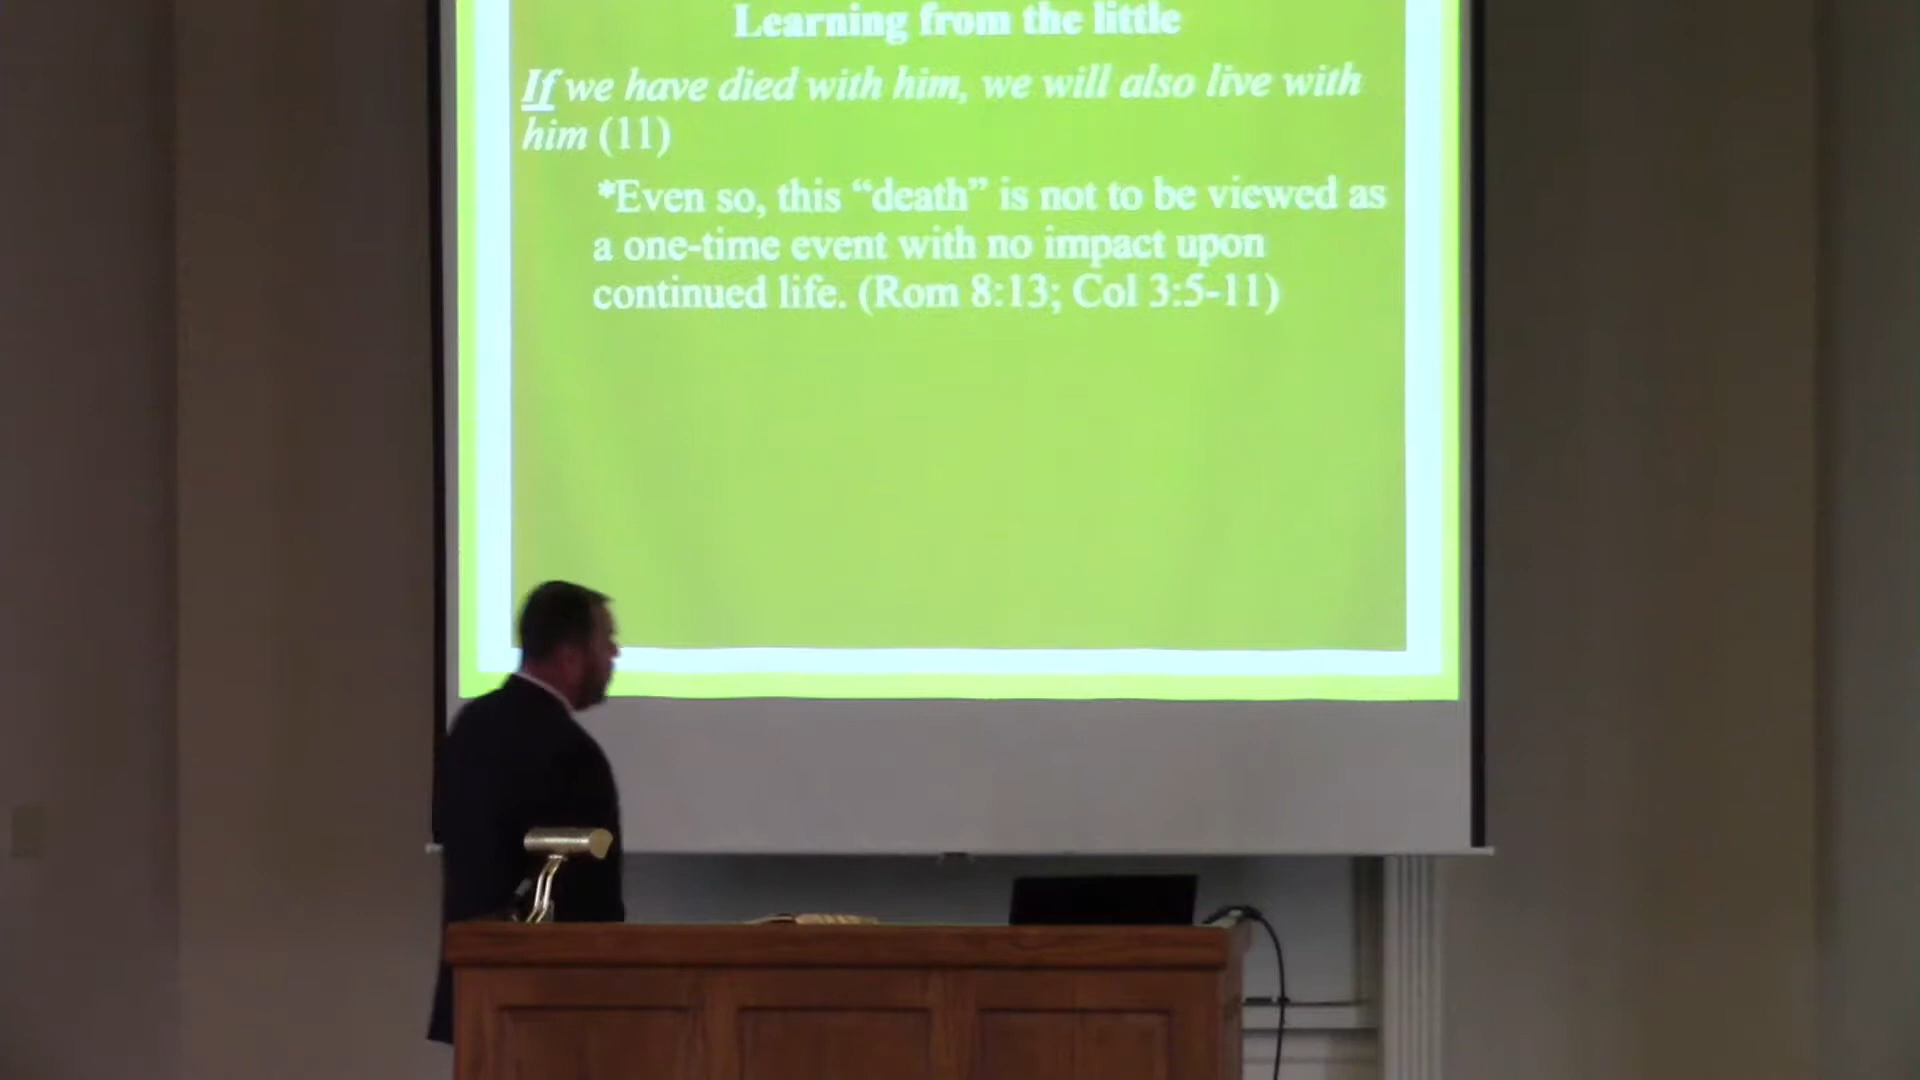 Learning from the little
If we have died with him, we will also live with
him (11)
*Even so, this “death” is not to be viewed as
a one-time event with no impact upon
continued life. (Rom 8:13; Col 3:5-11)